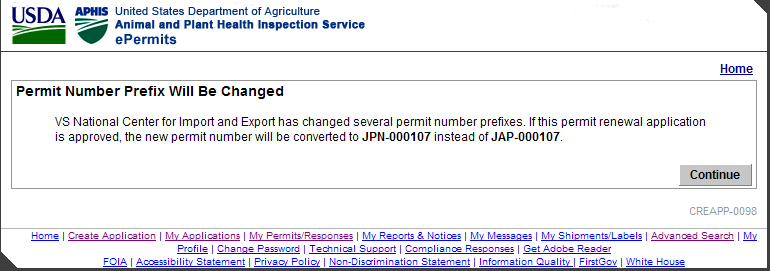 USDA APHIS United States Department of Agriculture
Animal and Plant Health Inspection Service
ePermits
Home
Permit Number Prefix Will Be Changed
VS National Center for Import and Export has changed several permit number prefixes. If this permit renewal application
is approved, the new permit number will be converted to JPN-000107 instead of JAP-000107.
Continue
CREAPP-0098
Home | Create Application | My Applications | My Permits/Responses | My Reports & Notices | My Messages | My Shipments/Labels | Advanced Search | My
Profile | Change Password | Technical Support | Compliance Responses | Get Adobe Reader
FOIA | Accessibility Statement | Privacy Policy | Non-Discrimination Statement | Information Quality | FirstGov | White House